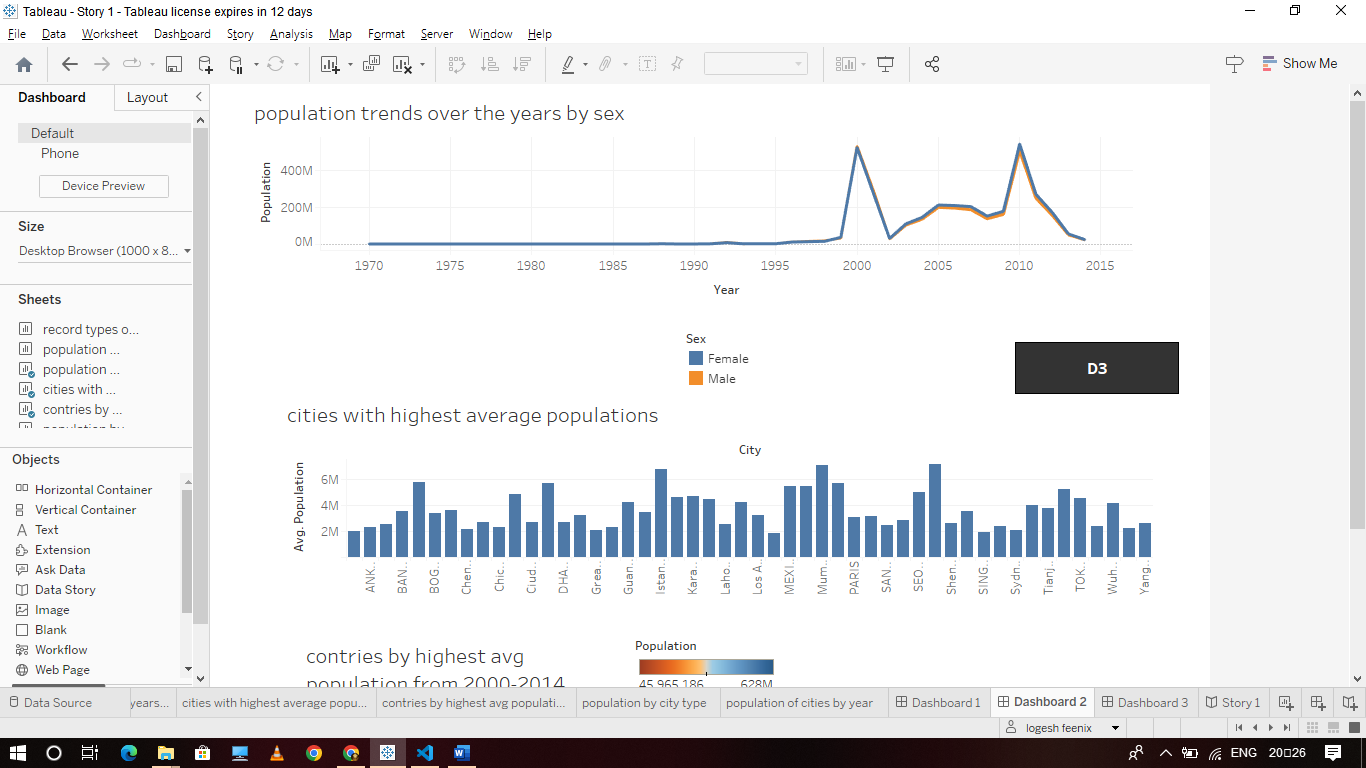 Tableau - Story 1 - Tableau license expires in 12 days
File Data Worksheet Dashboard Story Analysis Map Format Server Window Help
Show Me
Dashboard Layout
Default
Phone
Device Preview
Size
Desktop Browser (1000 x 8...
Sheets
record types o...
population ...
population ...
cities with ...
contries by ...
Objects
Horizontal Container
Vertical Container
Text
Extension
Ask Data
Data Story
Image
Blank
Workflow
Web Page
population trends over the years by sex
Population
400M
200M
0M
1970 1975 1980 1985 1990 1995 2000 2005 2010 2015
Year
Sex
Female
Male
D3
cities with highest average populations
City
Avg. Population
6M
4M
2M
ANK.. BAN.. BOG.. Chen.. Chic.. Ciud.. DHA.. Grea.. Guan.. Istan.. Kara.. Laho.. Los A.. MEXI.. Mum.. PARIS SAN.. SEO.. Shen.. SING.. Sydn.. Tianj.. TOK.. Wuh.. Yang..
contries by highest avg
population from 2000-2014
Population
45,965,186 628M
Data Source years... cities with highest average popu... contries by highest avg populati... population by city type population of cities by year Dashboard 1 Dashboard 2 Dashboard 3 Story 1
logesh feenix
ENG 20▯26